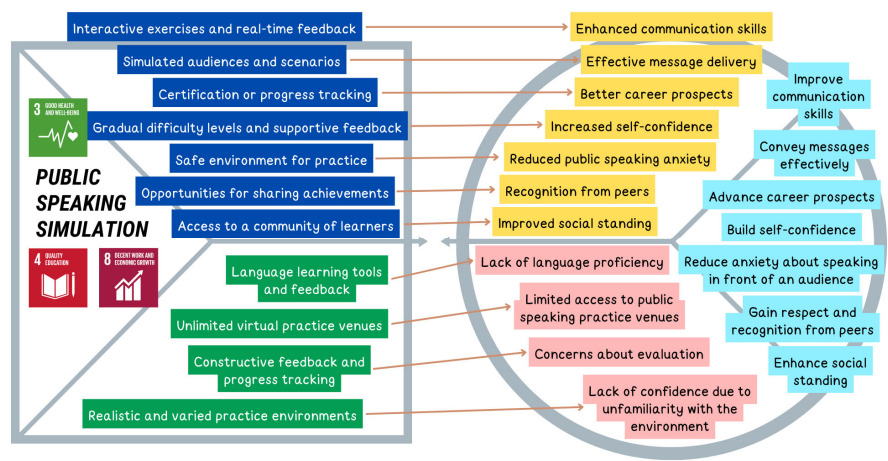 Interactive exercises and real-time feedback
Enhanced communication skills
Simulated audiences and scenarios
Effective message delivery
Certification or progress tracking
Better career prospects
Gradual difficulty levels and supportive feedback
Increased self-confidence
Safe environment for practice
Reduced public speaking anxiety
Opportunities for sharing achievements
Recognition from peers
Access to a community of learners
Improved social standing
3 GOOD HEALTH
AND WELL-BEING
PUBLIC
SPEAKING
SIMULATION
4 QUALITY
EDUCATION
8 DECENT WORK AND
ECONOMIC GROWTH
Language learning tools
and feedback
Lack of language proficiency
Unlimited virtual practice venues
Limited access to public
speaking practice venues
Constructive feedback and
progress tracking
Concerns about evaluation
Realistic and varied practice environments
Lack of confidence due to
unfamiliarity with the
environment
Improve
communication
skills
Convey messages
effectively
Advance career prospects
Build self-confidence
Reduce anxiety about speaking
in front of an audience
Gain respect and
recognition from peers
Enhance social
standing